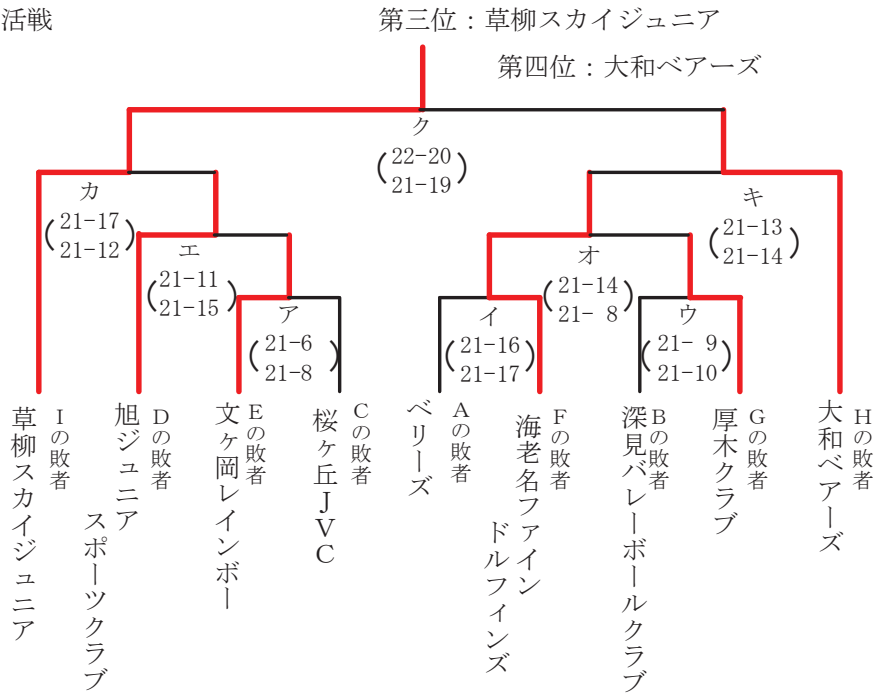 活戦
第三位：草柳スカイジュニア
第四位：大和ベアーズ
ク
22-20
21-19
カ
21-17
21-12
キ
21-13
21-14
エ
21-11
21-15
オ
21-14
21- 8
ア
21-6
21-8
イ
21-16
21-17
ウ
21- 9
21-10
Iの敗者
草柳スカイジュニア
Dの敗者
旭ジュニア
スポーツクラブ
Eの敗者
文ヶ岡レインボー
Cの敗者
桜ヶ丘JVC
Aの敗者
ベリーズ
Fの敗者
海老名ファイン
ドルフィンズ
Bの敗者
深見バレーボールクラブ
Gの敗者
厚木クラブ
Hの敗者
大和ベアーズ